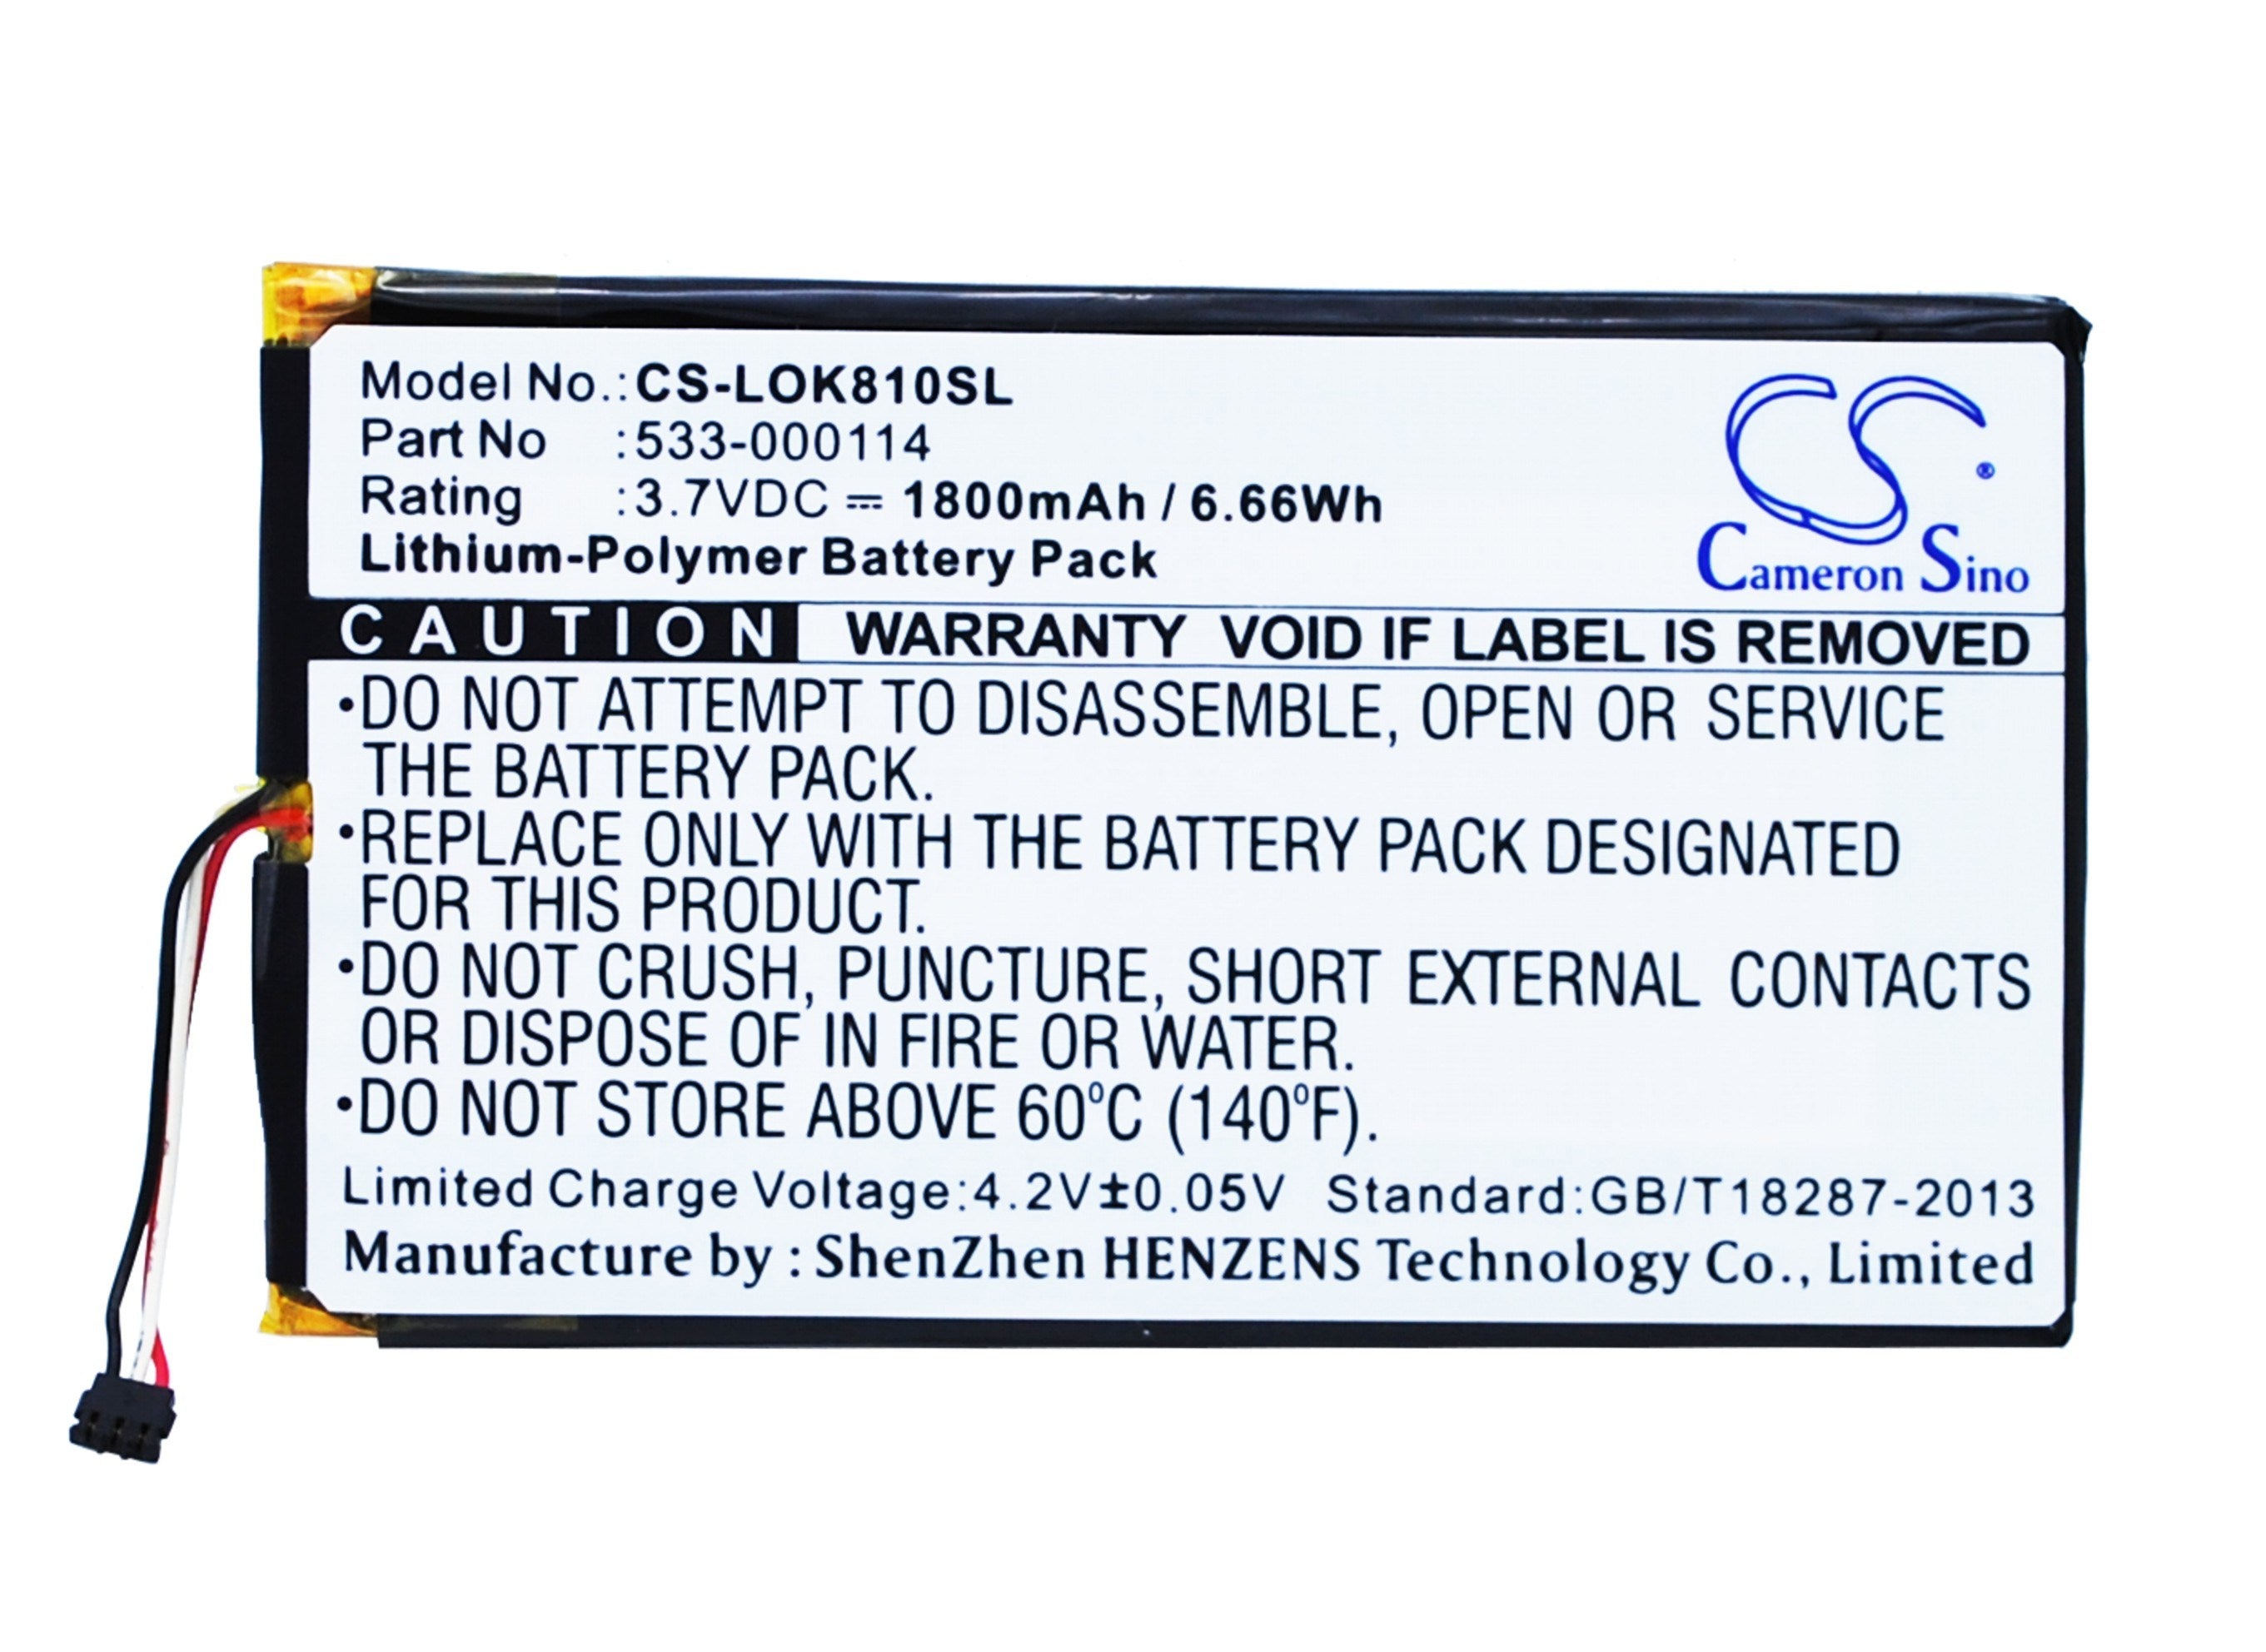 Model No.:CS-LOK810SL
Part No :533-000114
Rating :3.7VDC ⎓ 1800mAh / 6.66Wh
Lithium-Polymer Battery Pack
CS®
Cameron Sino
CAUTION WARRANTY VOID IF LABEL IS REMOVED
•DO NOT ATTEMPT TO DISASSEMBLE, OPEN OR SERVICE
THE BATTERY PACK.
•REPLACE ONLY WITH THE BATTERY PACK DESIGNATED
FOR THIS PRODUCT.
•DO NOT CRUSH, PUNCTURE, SHORT EXTERNAL CONTACTS
OR DISPOSE OF IN FIRE OR WATER.
•DO NOT STORE ABOVE 60°C (140°F).
Limited Charge Voltage:4.2V±0.05V Standard:GB/T18287-2013
Manufacture by : ShenZhen HENZENS Technology Co., Limited